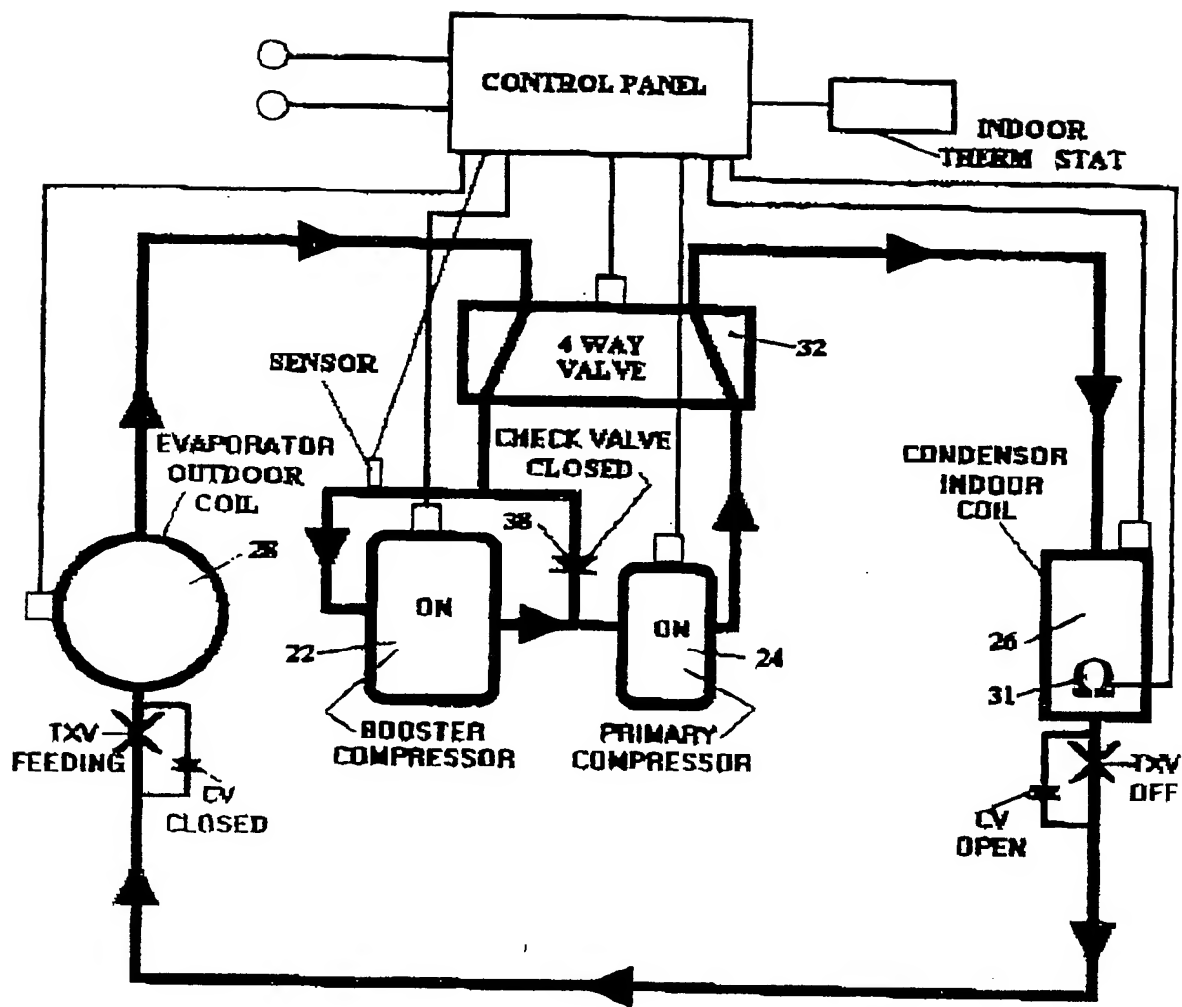 CONTROL PANEL
INDOOR
THERM STAT
4 WAY
VALVE
32
SENSOR
CHECK VALVE
CLOSED
38
EVAPORATOR
OUTDOOR
COIL
28
CONDENSOR
INDOOR
COIL
ON
22
ON
24
26
31
BOOSTER
COMPRESSOR
PRIMARY
COMPRESSOR
TXV
FEEDING
CV
CLOSED
TXV
OFF
CV
OPEN